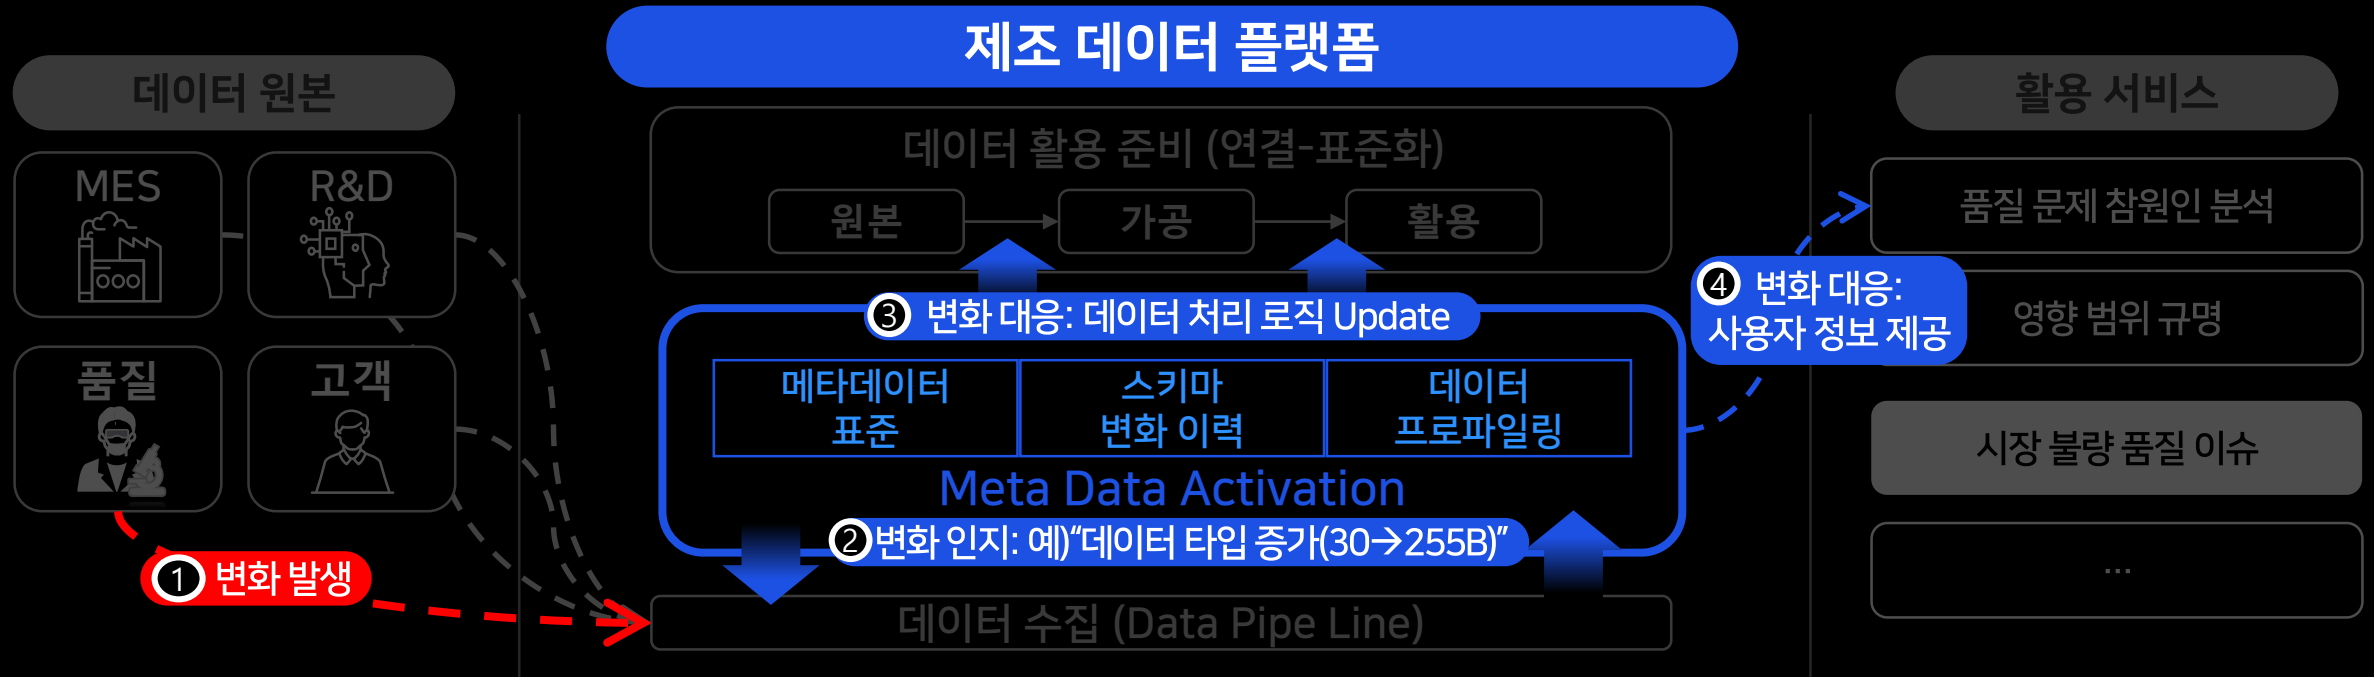 제조 데이터 플랫폼
데이터 원본
MES
R&D
품질
고객
❶ 변화 발생
데이터 활용 준비 (연결-표준화)
원본
가공
활용
❸ 변화 대응: 데이터 처리 로직 Update
메타데이터
표준
스키마
변화 이력
데이터
프로파일링
Meta Data Activation
❷변화 인지: 예)“데이터 타입 증가(30→255B)”
데이터 수집 (Data Pipe Line)
❹ 변화 대응:
사용자 정보 제공
활용 서비스
품질 문제 참원인 분석
영향 범위 규명
시장 불량 품질 이슈
...